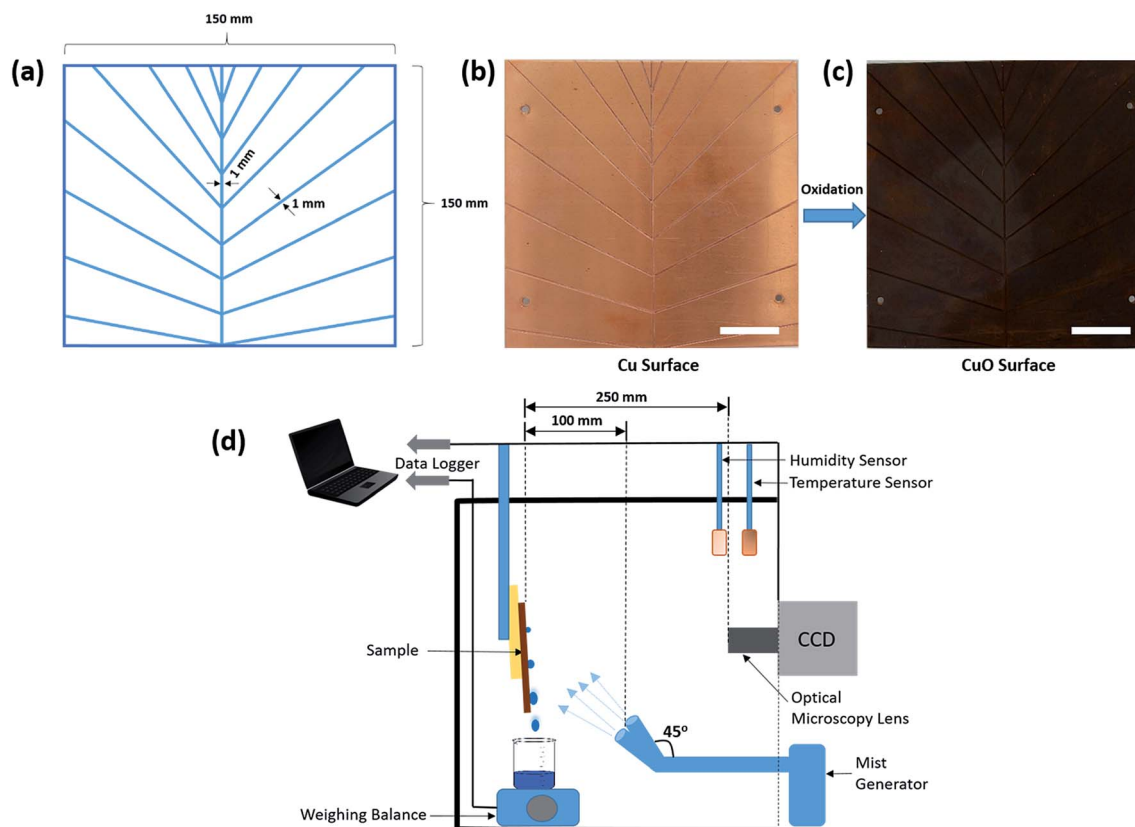 150 mm
(a)
1 mm
1 mm
150 mm
(b)
Cu Surface
Oxidation
(c)
CuO Surface
(d)
250 mm
100 mm
Data Logger
Humidity Sensor
Temperature Sensor
Sample
CCD
Optical
Microscopy Lens
45°
Mist
Generator
Weighing Balance